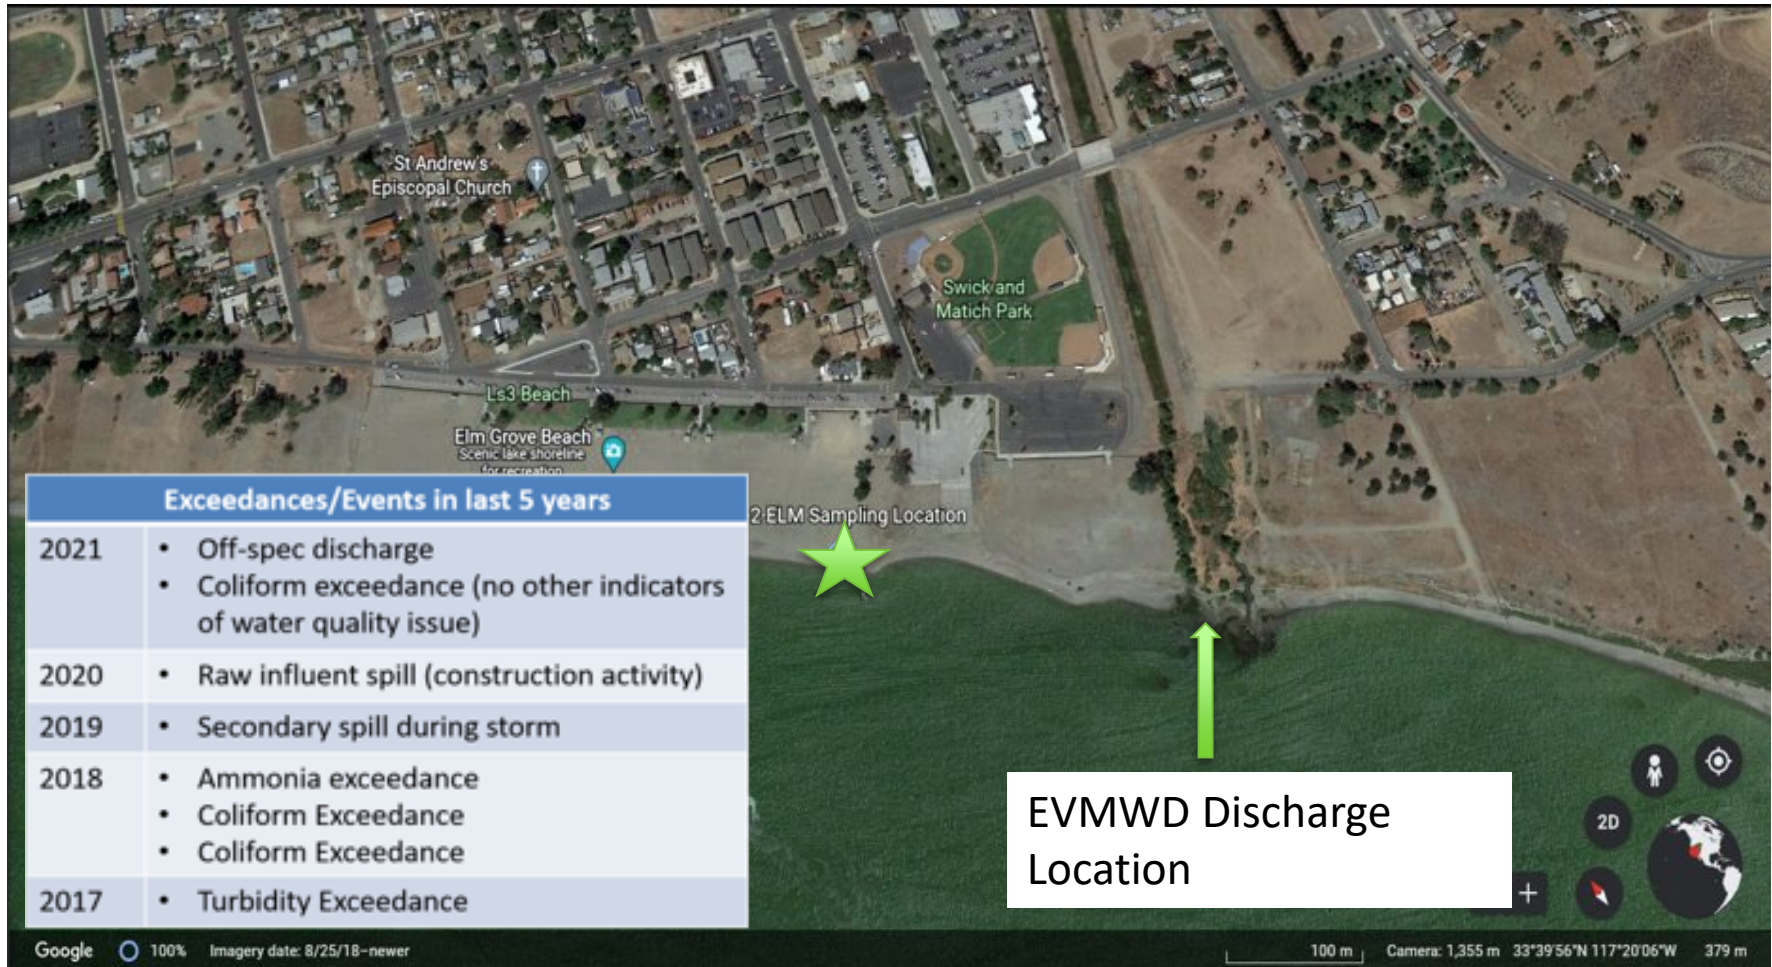 St Andrew's
Episcopal Church
Swick and
Matich Park
Ls3 Beach
Elm Grove Beach
Scenic lake shoreline
for recreation
2-ELM Sampling Location
Exceedances/Events in last 5 years
2021
• Off-spec discharge
• Coliform exceedance (no other indicators
of water quality issue)
2020 • Raw influent spill (construction activity)
2019 • Secondary spill during storm
2018 • Ammonia exceedance
• Coliform Exceedance
• Coliform Exceedance
2017 • Turbidity Exceedance
EVMWD Discharge
Location
2D
+
Google 100% Imagery date: 8/25/18–newer 100 m Camera: 1,355 m 33°39'56"N 117°20'06"W 379 m